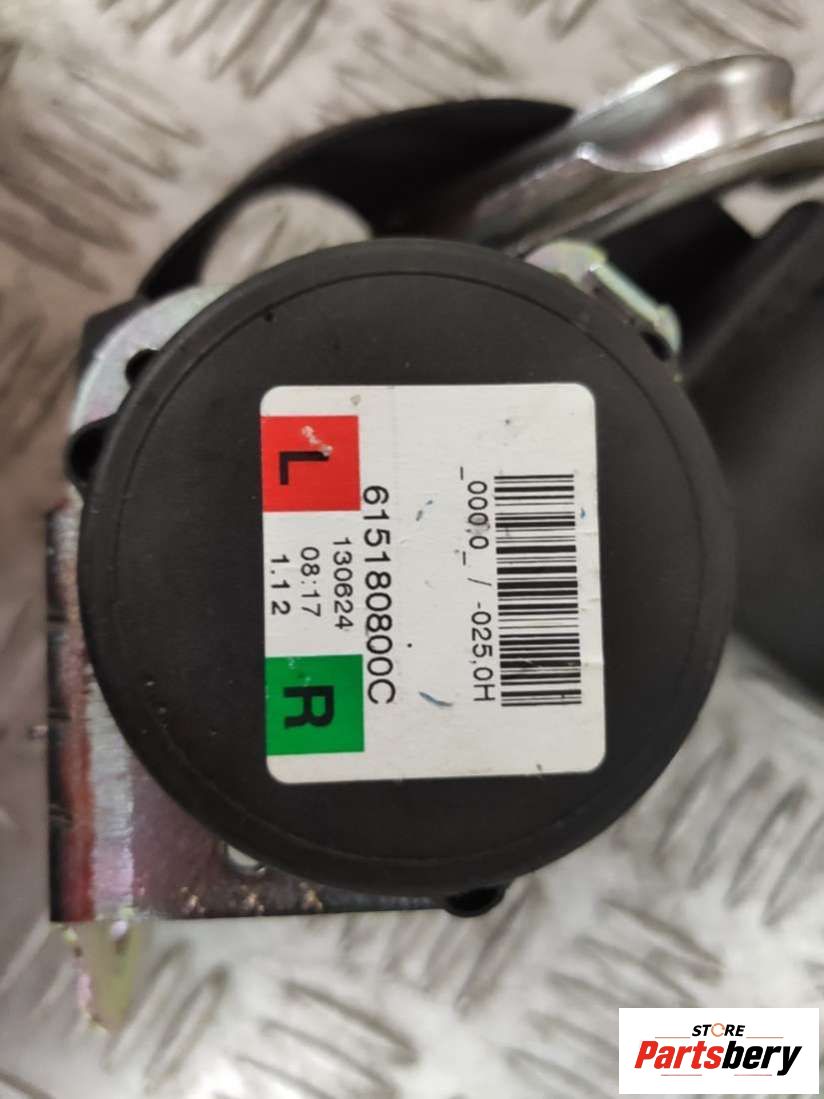 L
R
615180800C
130624
08:17
1.12
_000,0_ / -025,0H
STORE
Partsbery